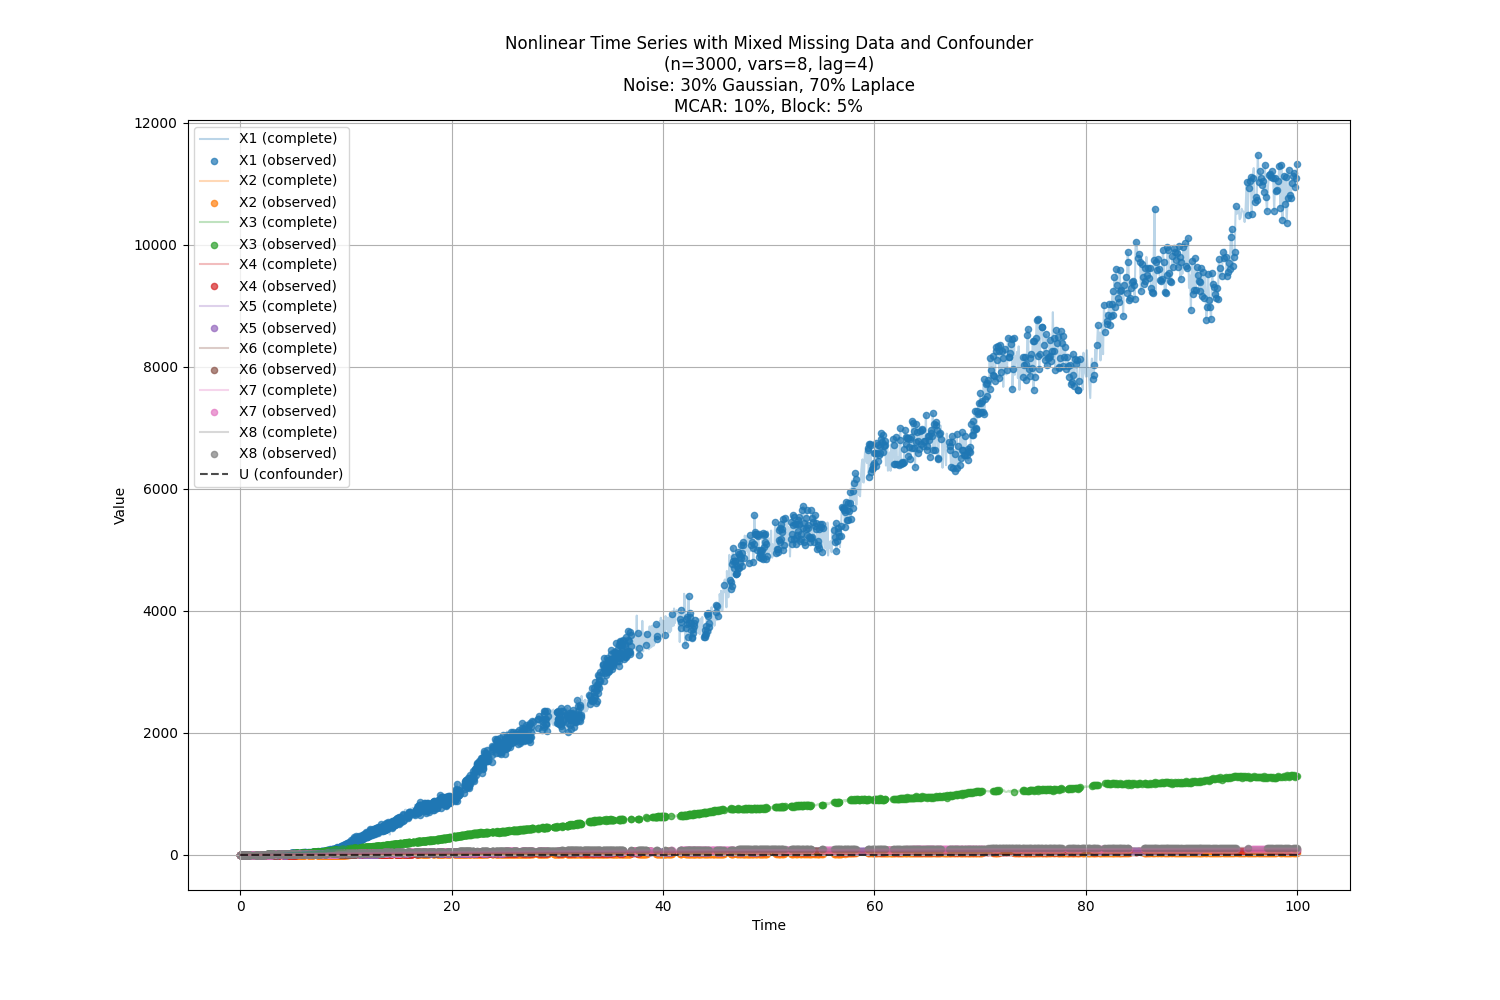 Nonlinear Time Series with Mixed Missing Data and Confounder
(n=3000, vars=8, lag=4)
Noise: 30% Gaussian, 70% Laplace
MCAR: 10%, Block: 5%
12000
10000
8000
6000
4000
2000
0
Value
X1 (complete)
X1 (observed)
X2 (complete)
X2 (observed)
X3 (complete)
X3 (observed)
X4 (complete)
X4 (observed)
X5 (complete)
X5 (observed)
X6 (complete)
X6 (observed)
X7 (complete)
X7 (observed)
X8 (complete)
X8 (observed)
U (confounder)
0 20 40 60 80 100
Time